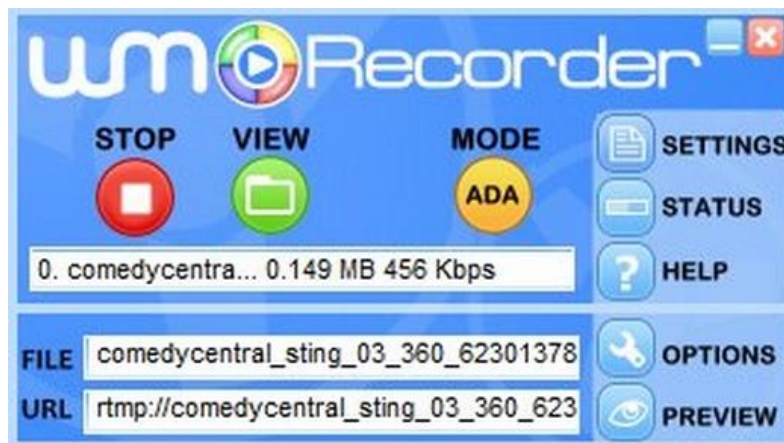 WM Recorder
STOP VIEW MODE
ADA
SETTINGS
STATUS
HELP
0. comedycentra... 0.149 MB 456 Kbps
FILE comedycentral_sting_03_360_62301378
URL rtmp://comedycentral_sting_03_360_623
OPTIONS
PREVIEW